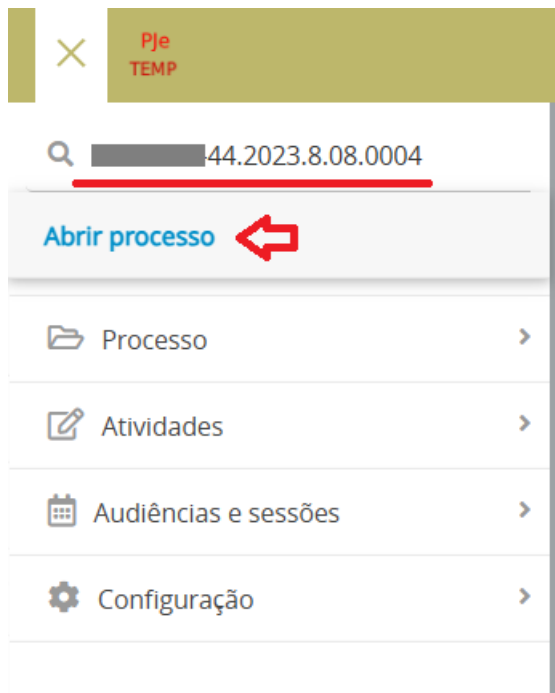 PJe
TEMP
44.2023.8.08.0004
Abrir processo
Processo
Atividades
Audiências e sessões
Configuração